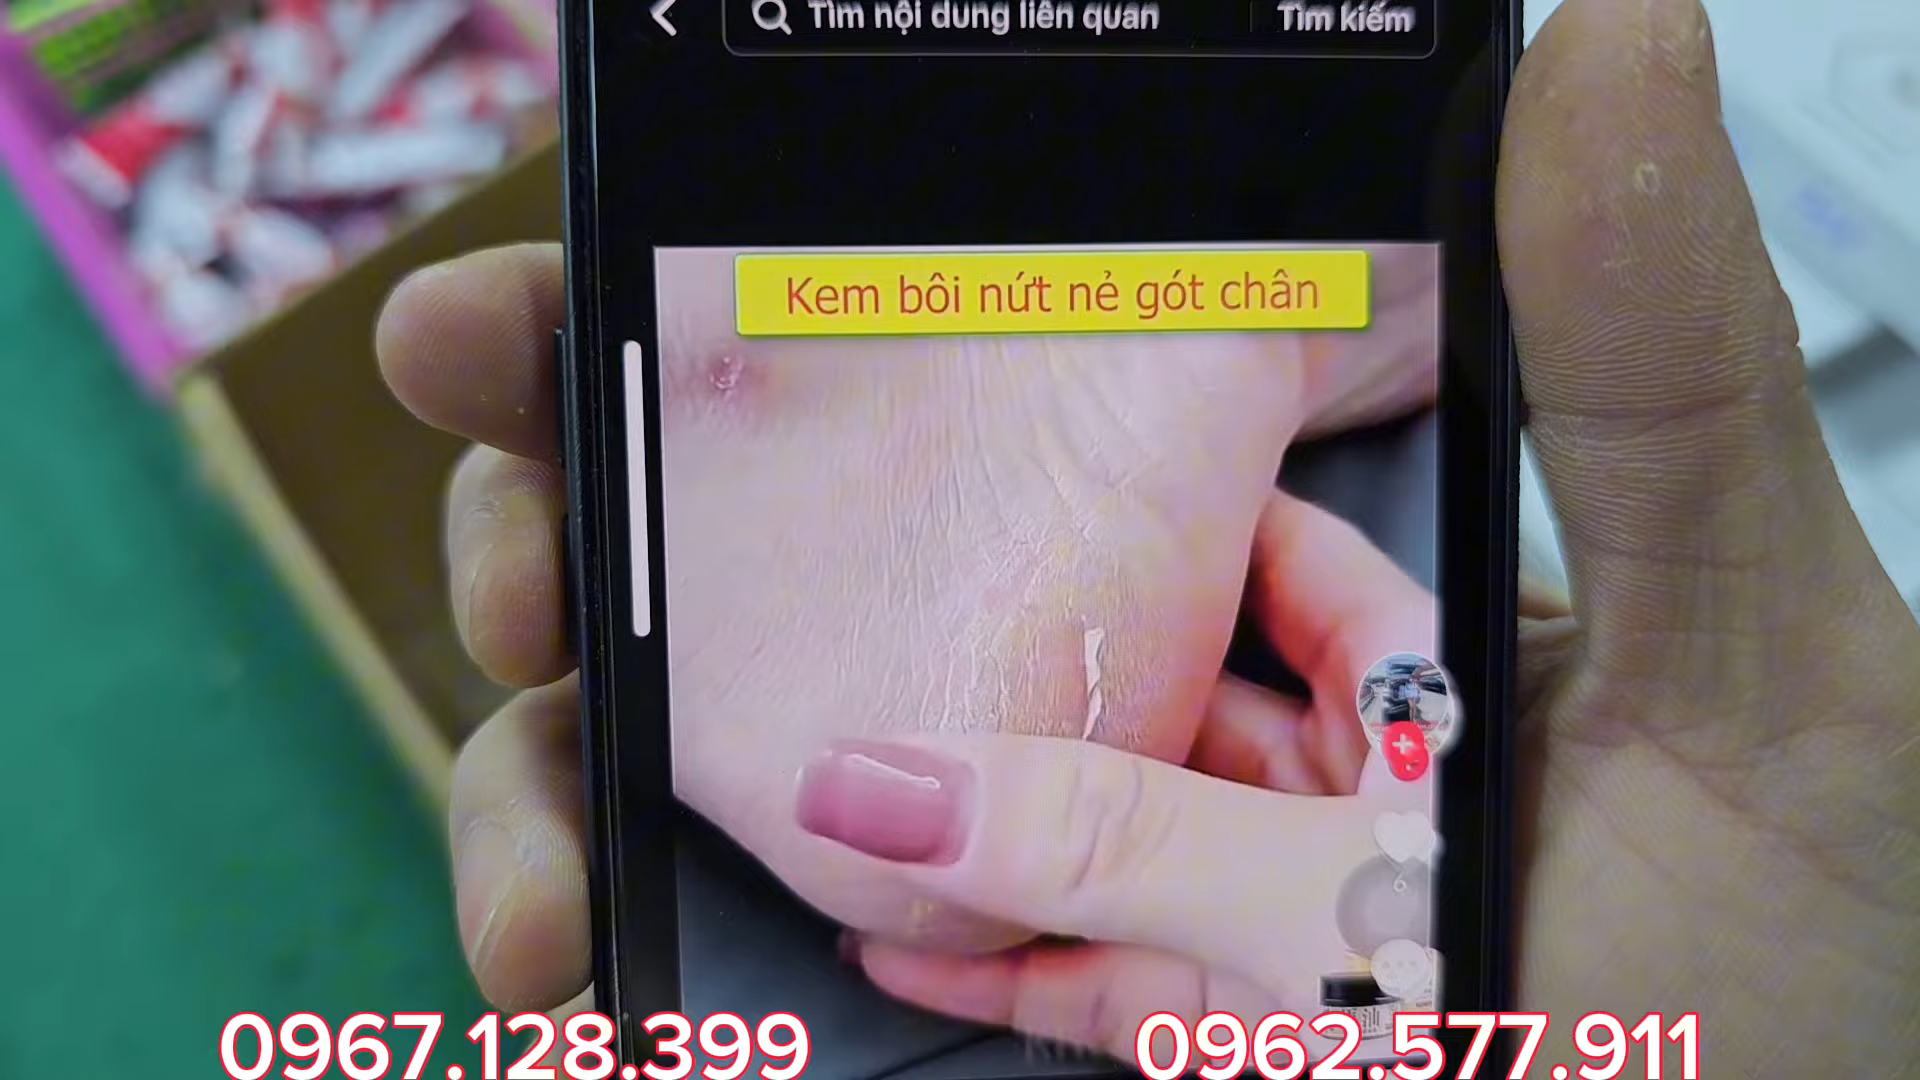 Tìm nội dung liên quan
Tìm kiếm
Kem bôi nứt nẻ gót chân
6
0967.128.399
0962.577.911